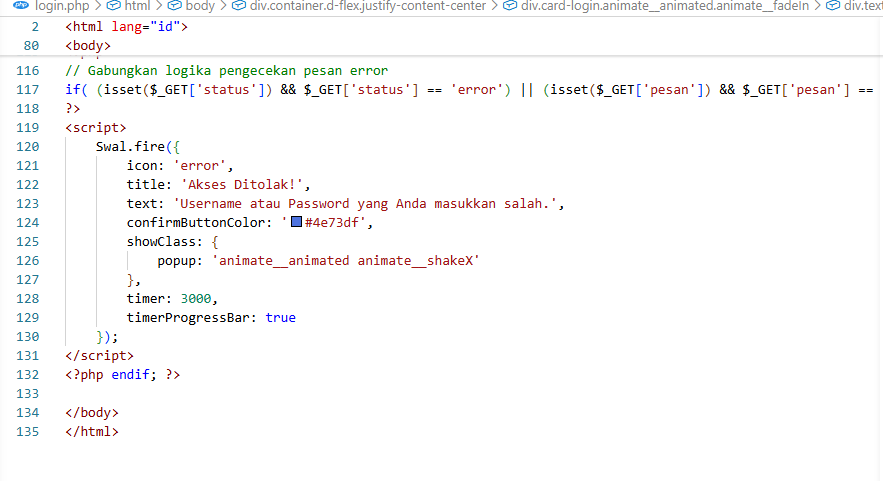 login.php > html > body > div.container.d-flex.justify-content-center > div.card-login.animate__animated.animate__fadeIn > div.text
2 <html lang="id">
80 <body>
116 // Gabungkan logika pengecekan pesan error
117 if( (isset($_GET['status']) && $_GET['status'] == 'error') || (isset($_GET['pesan']) && $_GET['pesan'] ==
118 ?>
119 <script>
120 Swal.fire({
121 icon: 'error',
122 title: 'Akses Ditolak!',
123 text: 'Username atau Password yang Anda masukkan salah.',
124 confirmButtonColor: '#4e73df',
125 showClass: {
126 popup: 'animate__animated animate__shakeX'
127 },
128 timer: 3000,
129 timerProgressBar: true
130 });
131 </script>
132 <?php endif; ?>
133
134 </body>
135 </html>